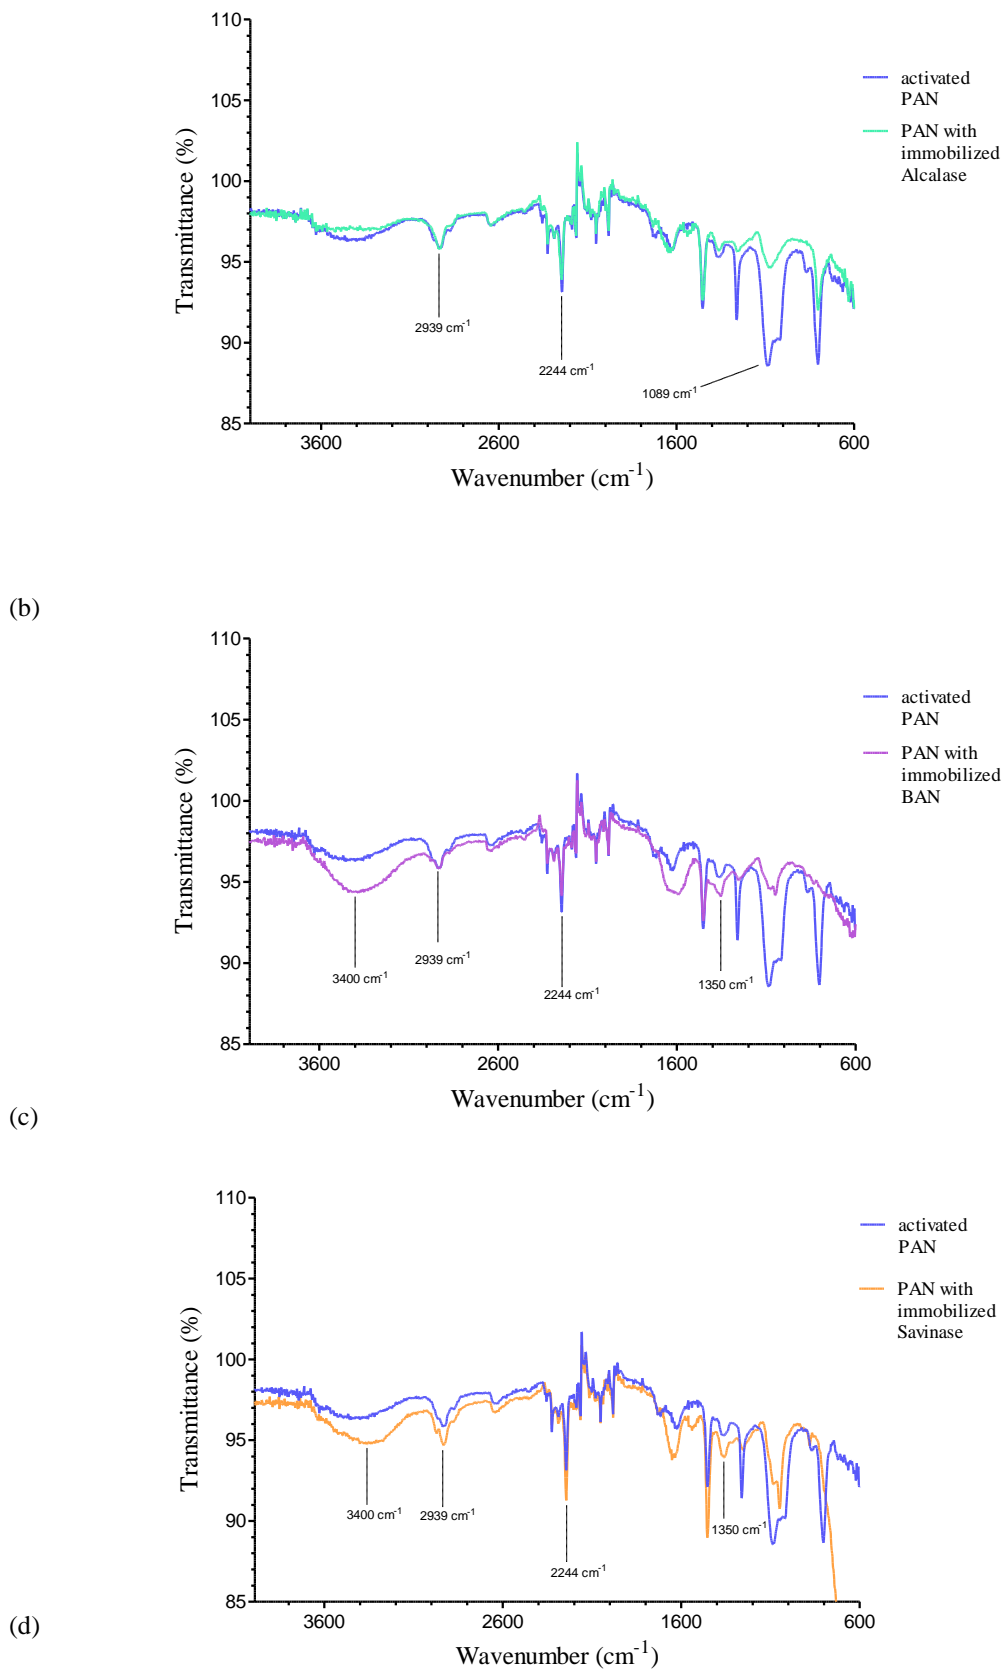 110
105
100
95
90
85
Transmittance (%)
activated
PAN
PAN with
immobilized
Alcalase
2939 cm-1
2244 cm-1
1089 cm-1
3600
2600
1600
600
Wavenumber (cm-1)
(b)
110
105
100
95
90
85
Transmittance (%)
activated
PAN
PAN with
immobilized
BAN
3400 cm-1
2939 cm-1
2244 cm-1
1350 cm-1
3600
2600
1600
600
Wavenumber (cm-1)
(c)
110
105
100
95
90
85
Transmittance (%)
activated
PAN
PAN with
immobilized
Savinase
3400 cm-1
2939 cm-1
2244 cm-1
1350 cm-1
3600
2600
1600
600
Wavenumber (cm-1)
(d)